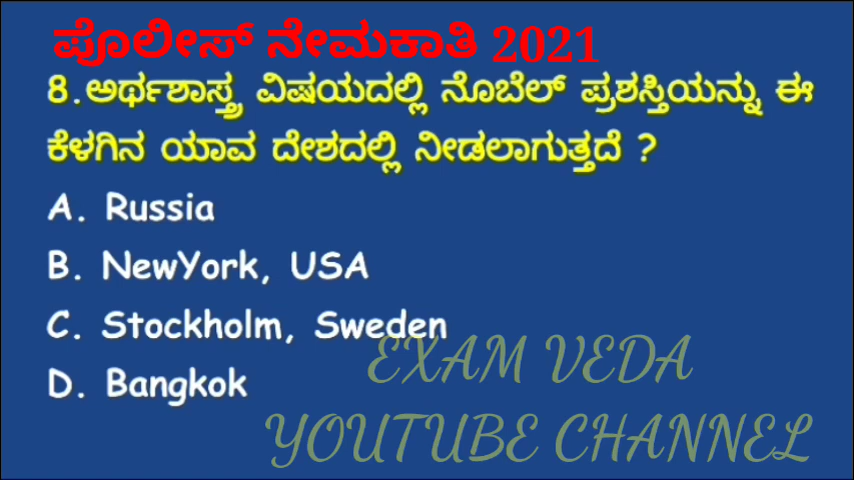 ಪೊಲೀಸ್ ನೇಮಕಾತಿ 2021
8.ಅರ್ಥಶಾಸ್ತ್ರ ವಿಷಯದಲ್ಲಿ ನೊಬೆಲ್ ಪ್ರಶಸ್ತಿಯನ್ನು ಈ
ಕೆಳಗಿನ ಯಾವ ದೇಶದಲ್ಲಿ ನೀಡಲಾಗುತ್ತದೆ ?
A. Russia
B. NewYork, USA
C. Stockholm, Sweden
D. Bangkok
EXAM VEDA
YOUTUBE CHANNEL